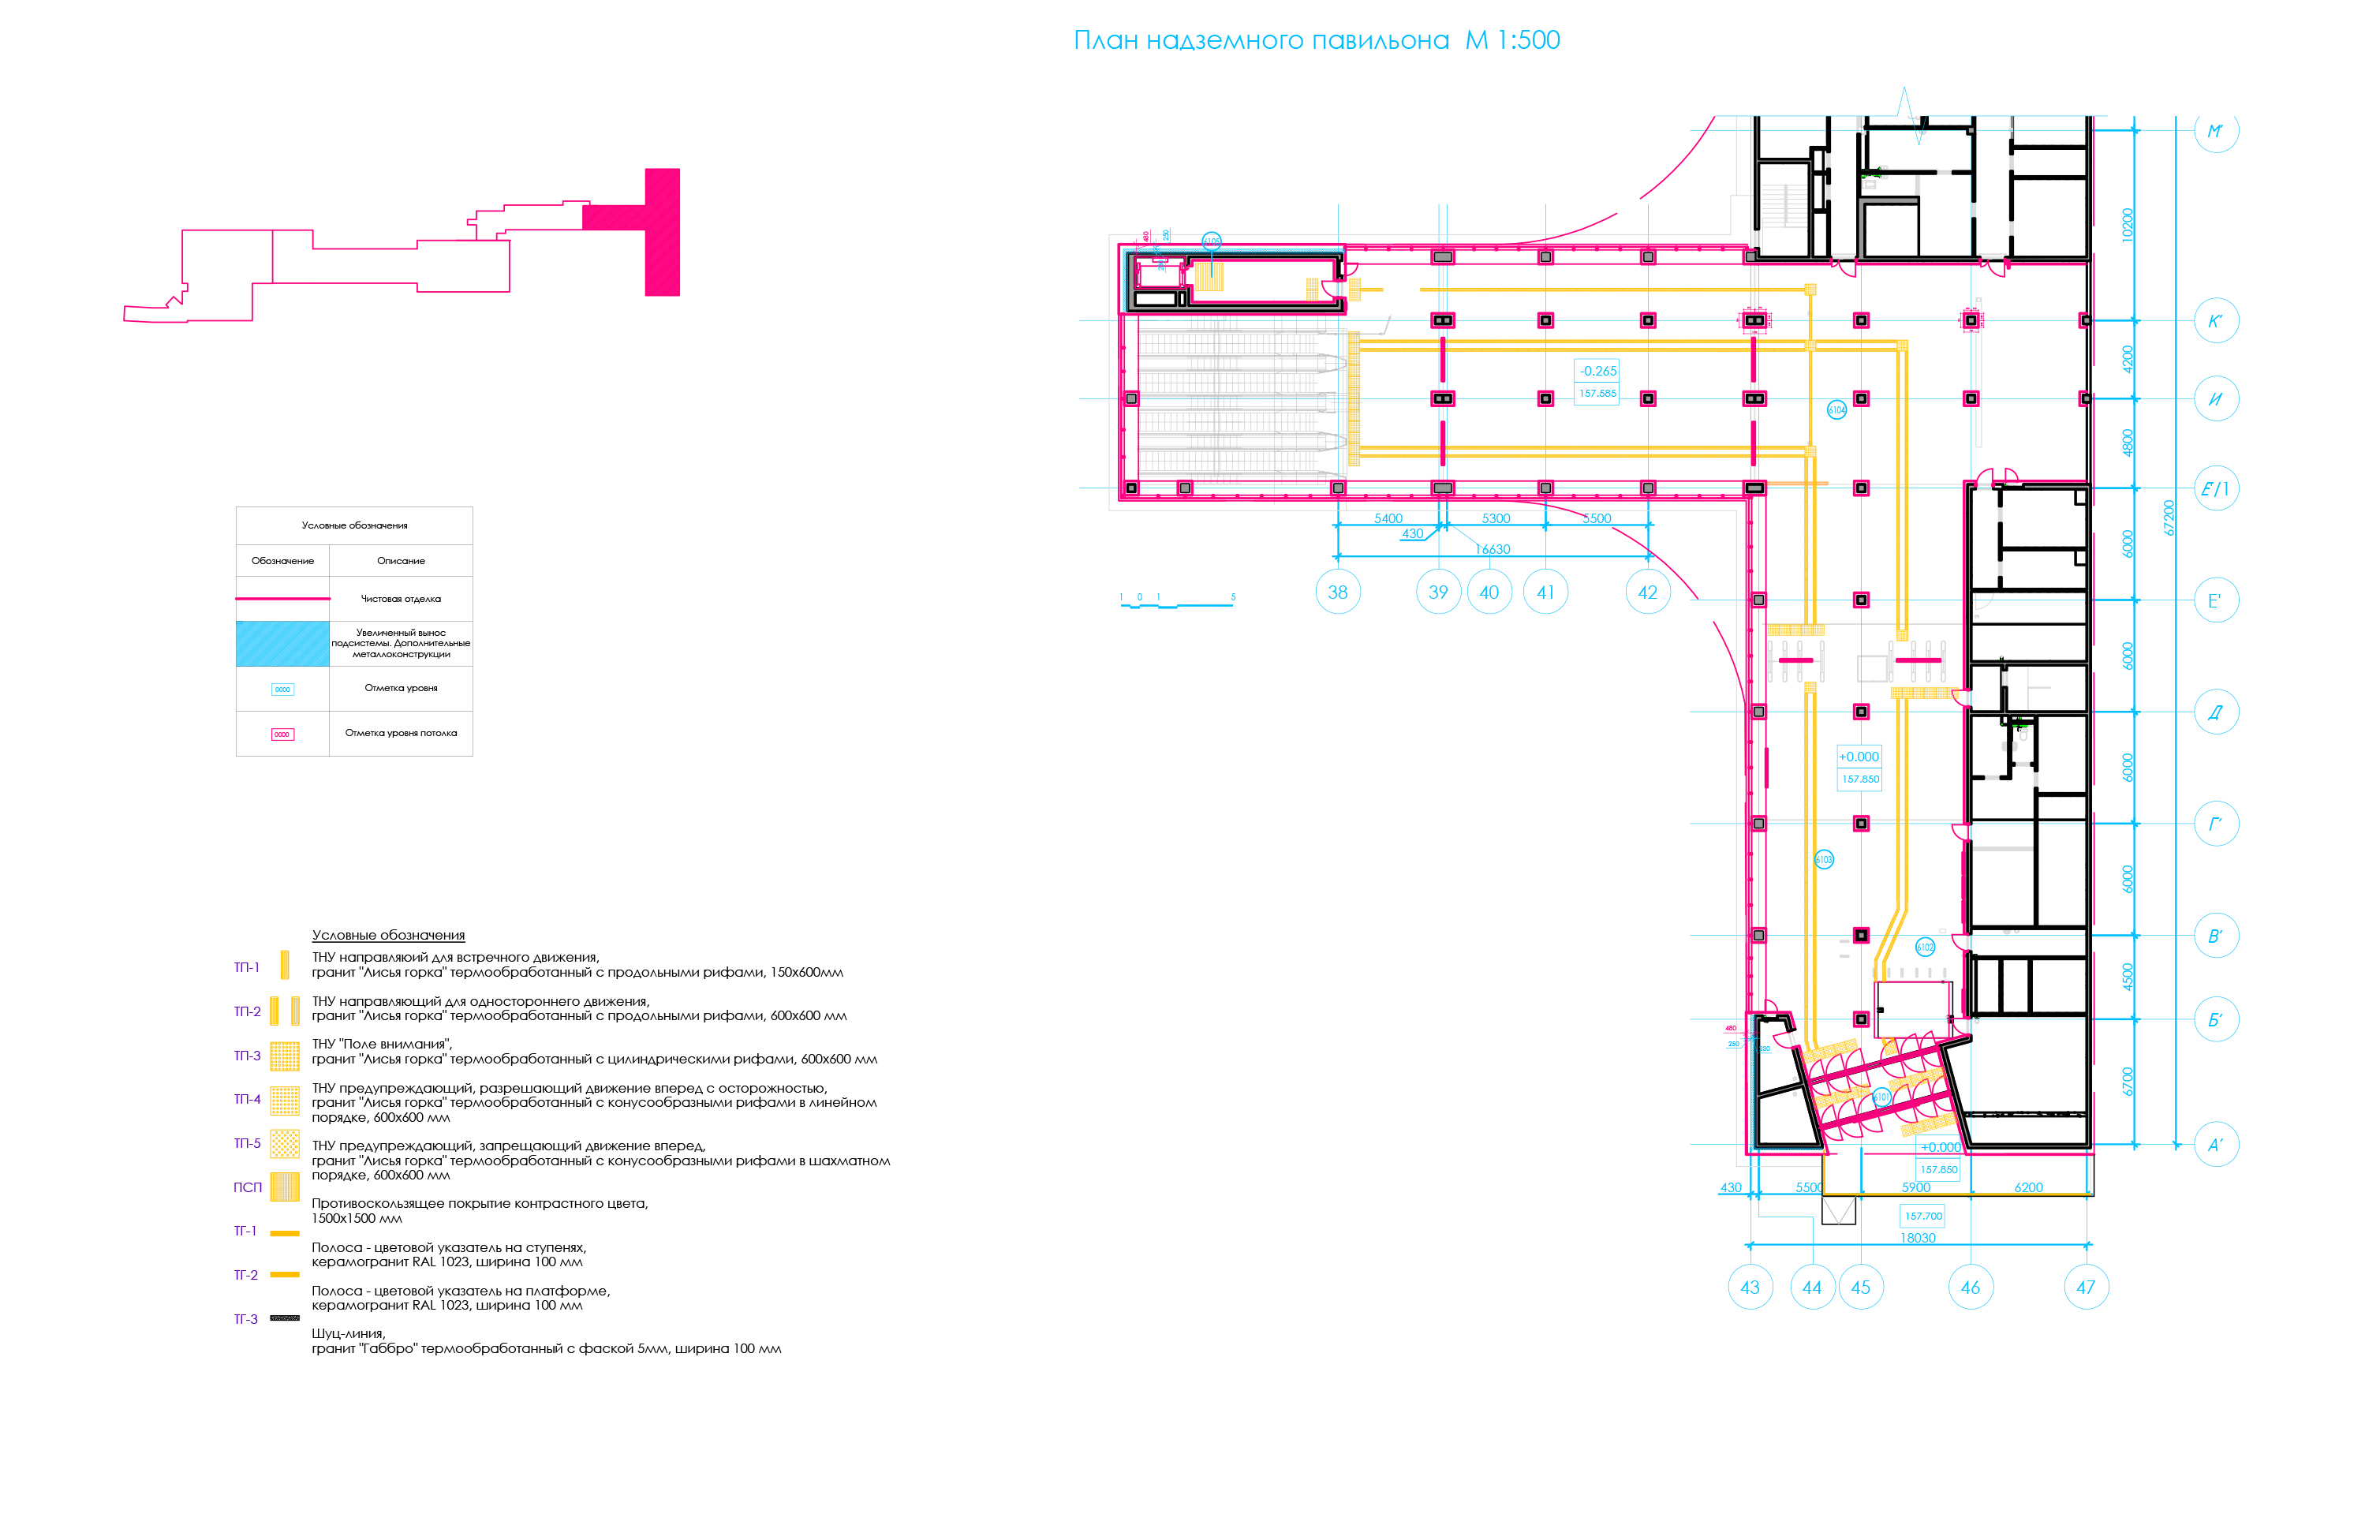 План надземного павильона  М 1:500
М'
10200
6105
480
250
К'
4200
-0.265
157.585
И
6104
4800
Е'/1
67200
5400
5300
5500
430
16630
6000
38
39
40
41
42
Е'
1 0 1 5
6000
Д'
+0.000
157.850
6000
Г'
6103
6000
В'
6102
4500
Б'
480
250
230
6700
6101
А'
+0.000
157.850
430
5500
5900
6200
157.700
18030
43
44
45
46
47
Условные обозначения
Обозначение
Описание
Чистовая отделка
Увеличенный вынос
подсистемы. Дополнительные
металлоконструкции
0000
Отметка уровня
0000
Отметка уровня потолка
Условные обозначения
ТП-1
ТНУ направляюий для встречного движения,
гранит "Лисья горка" термообработанный с продольными рифами, 150х600мм
ТП-2
ТНУ направляющий для одностороннего движения,
гранит "Лисья горка" термообработанный с продольными рифами, 600х600 мм
ТП-3
ТНУ "Поле внимания",
гранит "Лисья горка" термообработанный с цилиндрическими рифами, 600х600 мм
ТП-4
ТНУ предупреждающий, разрешающий движение вперед с осторожностью,
гранит "Лисья горка" термообработанный с конусообразными рифами в линейном
порядке, 600х600 мм
ТП-5
ТНУ предупреждающий, запрещающий движение вперед,
гранит "Лисья горка" термообработанный с конусообразными рифами в шахматном
порядке, 600х600 мм
ПСП
Противоскользящее покрытие контрастного цвета,
1500х1500 мм
ТГ-1
Полоса - цветовой указатель на ступенях,
керамогранит RAL 1023, ширина 100 мм
ТГ-2
Полоса - цветовой указатель на платформе,
керамогранит RAL 1023, ширина 100 мм
ТГ-3
Шуц-линия,
гранит "Габбро" термообработанный с фаской 5мм, ширина 100 мм